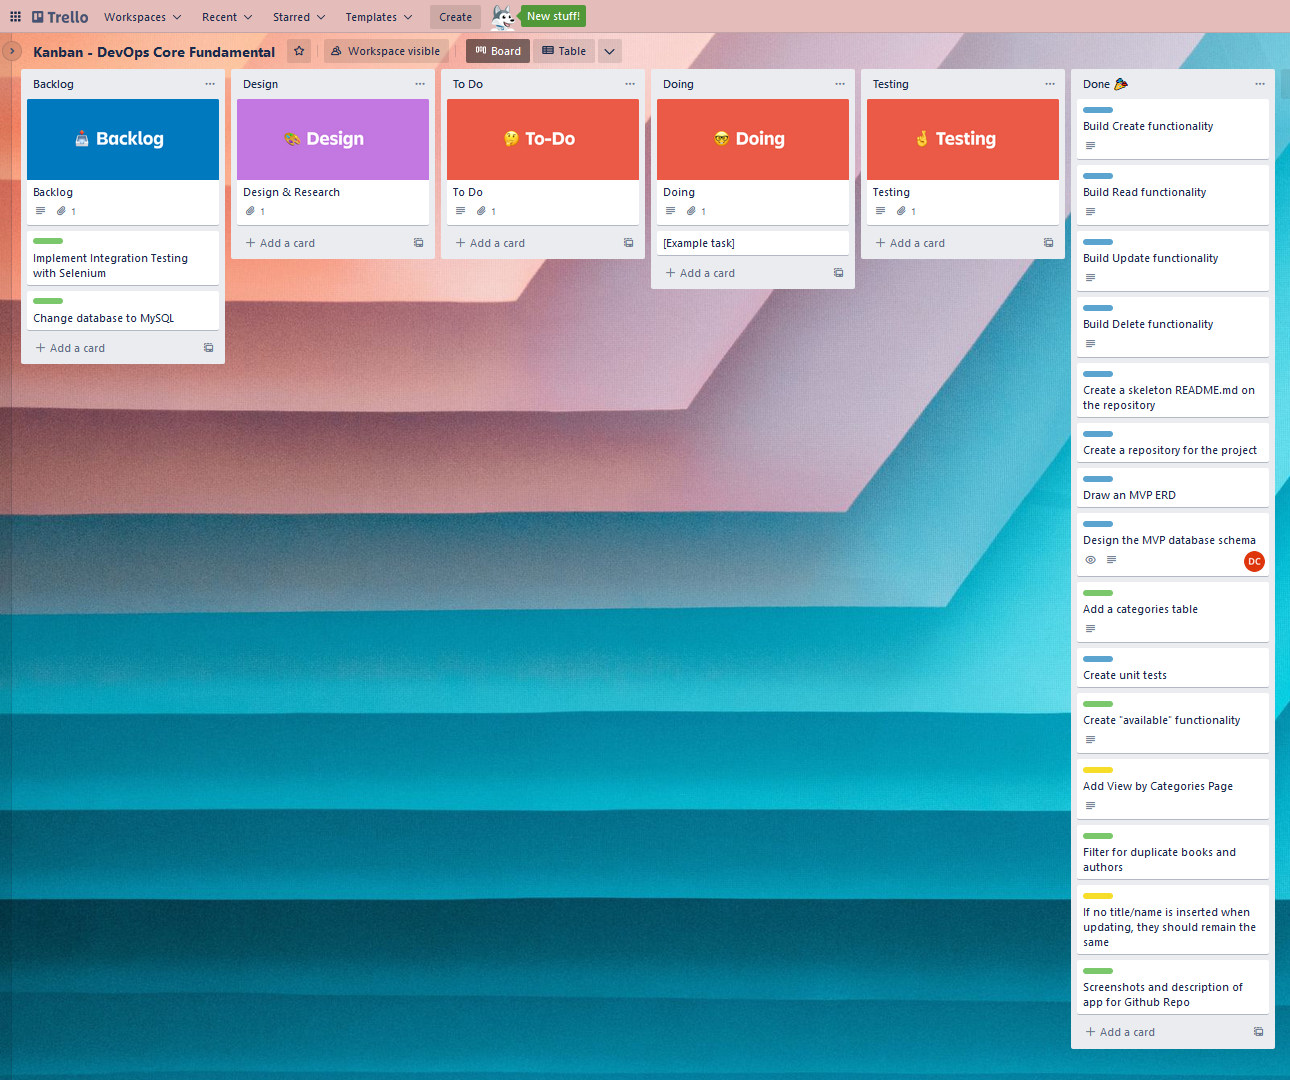 Trello
Workspaces
Recent
Starred
Templates
Create
New stuff!
Kanban - DevOps Core Fundamental
Workspace visible
Board
Table
Backlog
Backlog
Backlog
1
Implement Integration Testing
with Selenium
Change database to MySQL
Add a card
Design
Design
Design & Research
1
Add a card
To Do
To-Do
To Do
1
Add a card
Doing
Doing
Doing
1
[Example task]
Add a card
Testing
Testing
Testing
1
Add a card
Done
Build Create functionality
Build Read functionality
Build Update functionality
Build Delete functionality
Create a skeleton README.md on
the repository
Create a repository for the project
Draw an MVP ERD
Design the MVP database schema
DC
Add a categories table
Create unit tests
Create "available" functionality
Add View by Categories Page
Filter for duplicate books and
authors
If no title/name is inserted when
updating, they should remain the
same
Screenshots and description of
app for Github Repo
Add a card